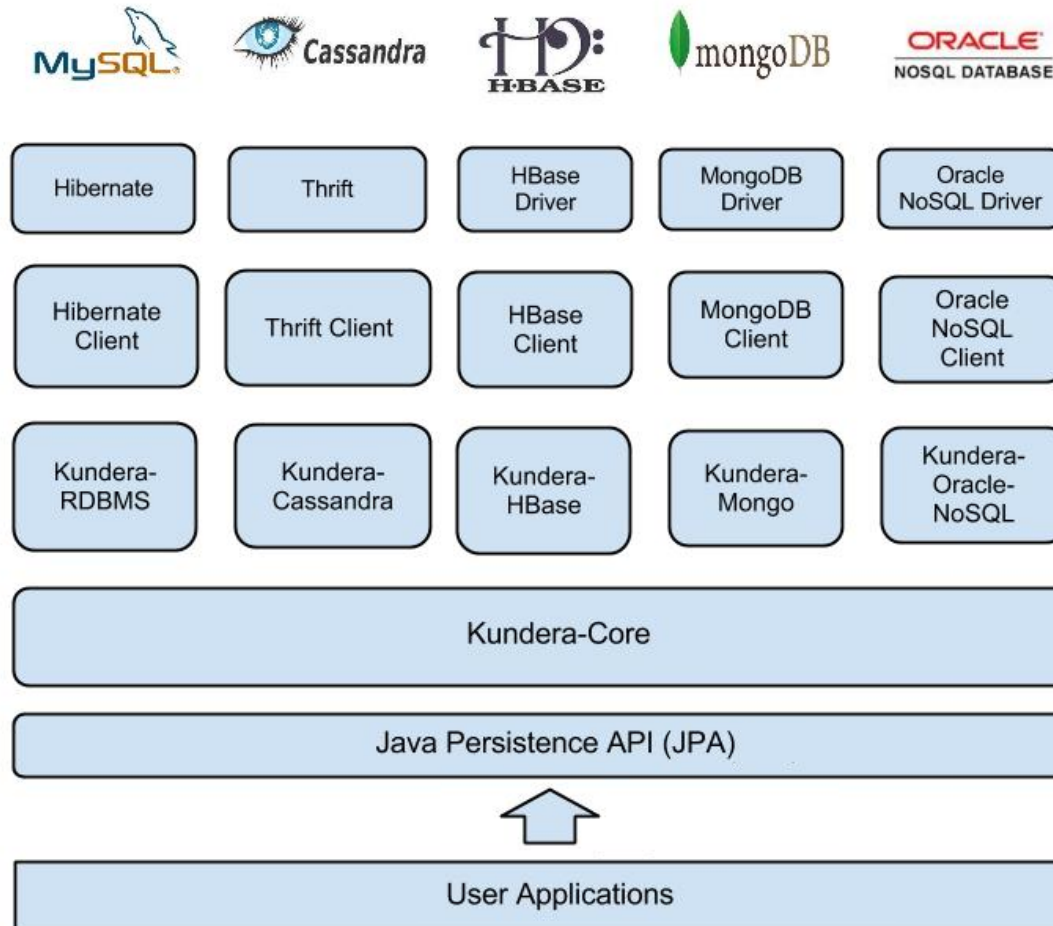 MySQL
Cassandra
HBASE
mongoDB
ORACLE
NOSQL DATABASE
Hibernate
Thrift
HBase
Driver
MongoDB
Driver
Oracle
NoSQL Driver
Hibernate
Client
Thrift Client
HBase
Client
MongoDB
Client
Oracle
NoSQL
Client
Kundera-
RDBMS
Kundera-
Cassandra
Kundera-
HBase
Kundera-
Mongo
Kundera-
Oracle-
NoSQL
Kundera-Core
Java Persistence API (JPA)
User Applications